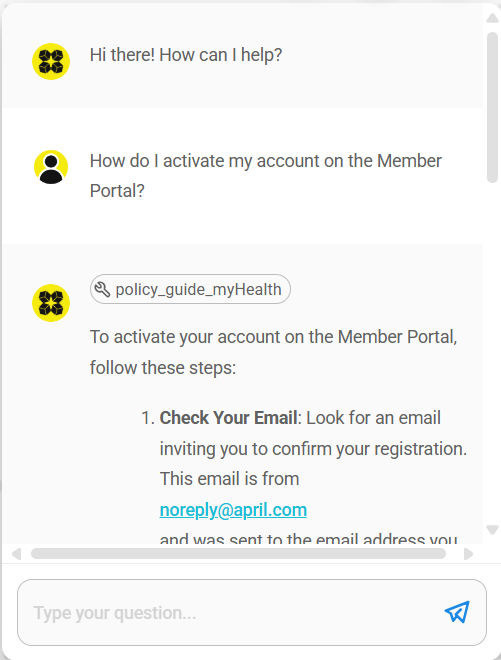 Hi there! How can I help?
How do I activate my account on the Member
Portal?
policy_guide_myHealth
To activate your account on the Member Portal,
follow these steps:
1. Check Your Email: Look for an email
inviting you to confirm your registration.
This email is from
noreply@april.com
and was sent to the email address you
Type your question...